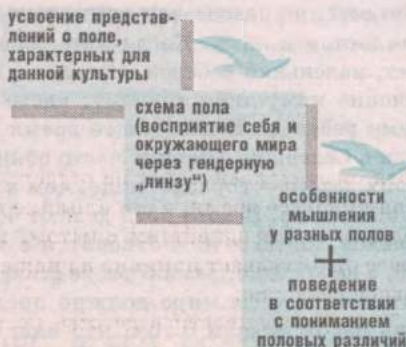 усвоение представ-
лений о поле,
характерных для
данной культуры
схема пола
(восприятие себя и
окружающего мира
через гендерную
„линзу")
особенности
мышления
у разных полов
+
поведение
в соответствии
с пониманием
половых различий